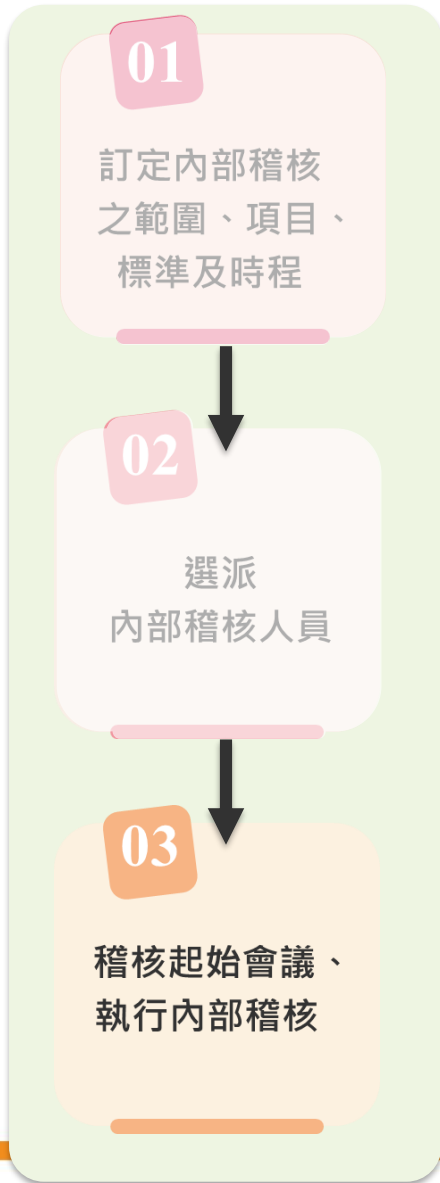 01
訂定內部稽核
之範圍、項目、
標準及時程
02
選派
內部稽核人員
03
稽核起始會議、
執行內部稽核